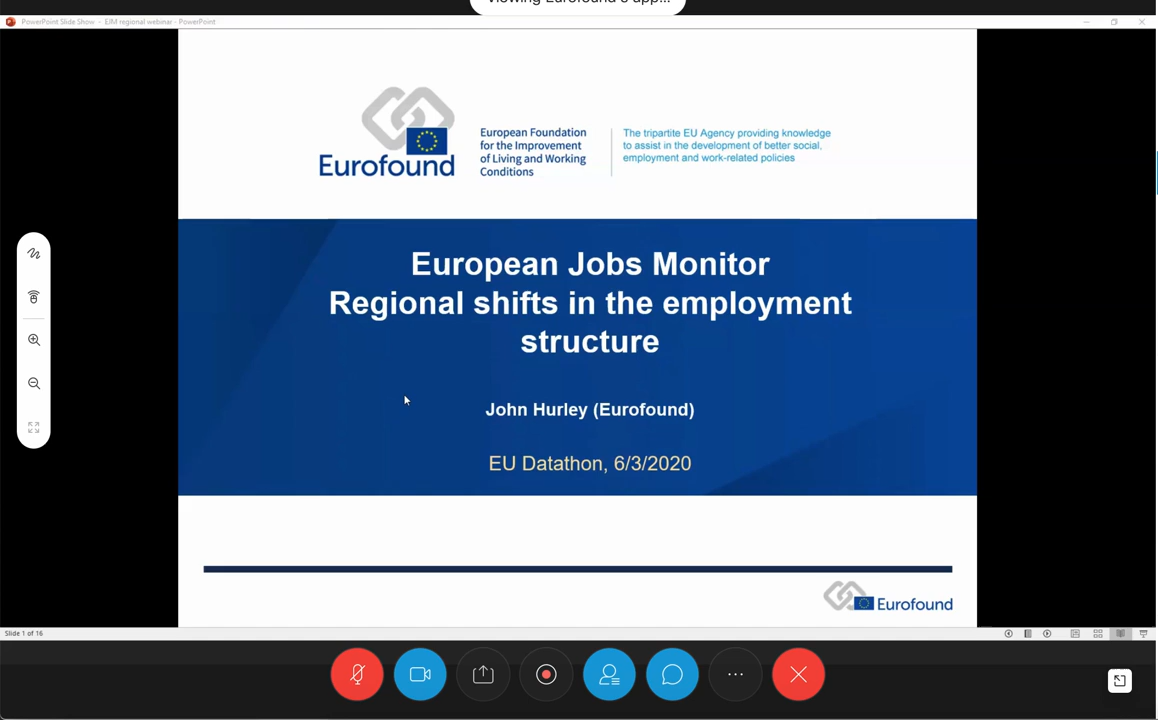 Viewing Eurofound's app...
PowerPoint Slide Show - EJM regional webinar - PowerPoint
Eurofound
European Foundation
for the Improvement
of Living and Working
Conditions
The tripartite EU Agency providing knowledge
to assist in the development of better social,
employment and work-related policies
European Jobs Monitor
Regional shifts in the employment
structure
John Hurley (Eurofound)
EU Datathon, 6/3/2020
Eurofound
Slide 1 of 16